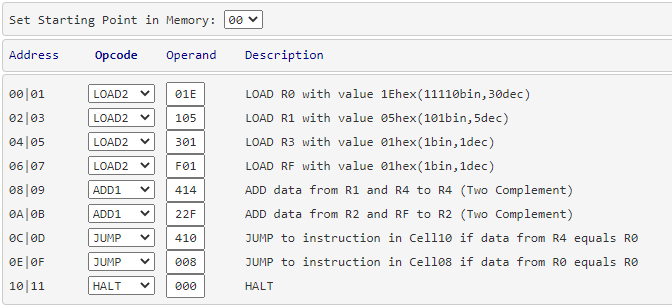 Set Starting Point in Memory: 00
Address Opcode Operand Description
00|01 LOAD2 01E LOAD R0 with value 1Ehex(11110bin,30dec)
02|03 LOAD2 105 LOAD R1 with value 05hex(101bin,5dec)
04|05 LOAD2 301 LOAD R3 with value 01hex(1bin,1dec)
06|07 LOAD2 F01 LOAD RF with value 01hex(1bin,1dec)
08|09 ADD1 414 ADD data from R1 and R4 to R4 (Two Complement)
0A|0B ADD1 22F ADD data from R2 and RF to R2 (Two Complement)
0C|0D JUMP 410 JUMP to instruction in Cell10 if data from R4 equals R0
0E|0F JUMP 008 JUMP to instruction in Cell08 if data from R0 equals R0
10|11 HALT 000 HALT